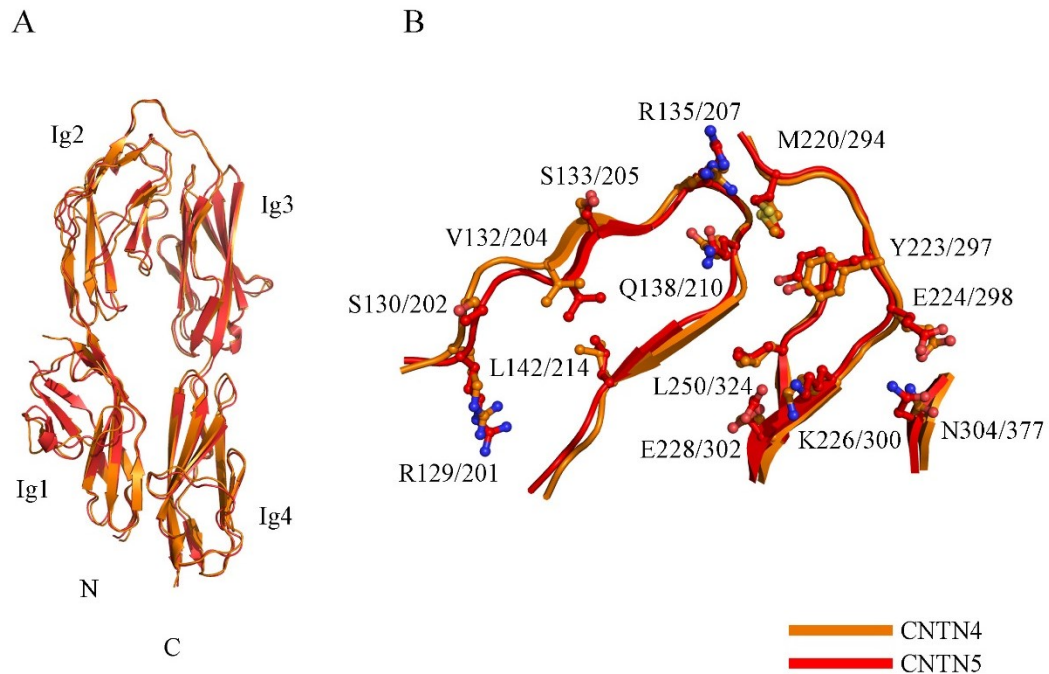 A
B
Ig2
Ig3
Ig1
Ig4
N
C
R135/207
M220/294
S133/205
V132/204
Y223/297
Q138/210
S130/202
E224/298
L142/214
L250/324
R129/201
E228/302
K226/300
N304/377
CNTN4
CNTN5